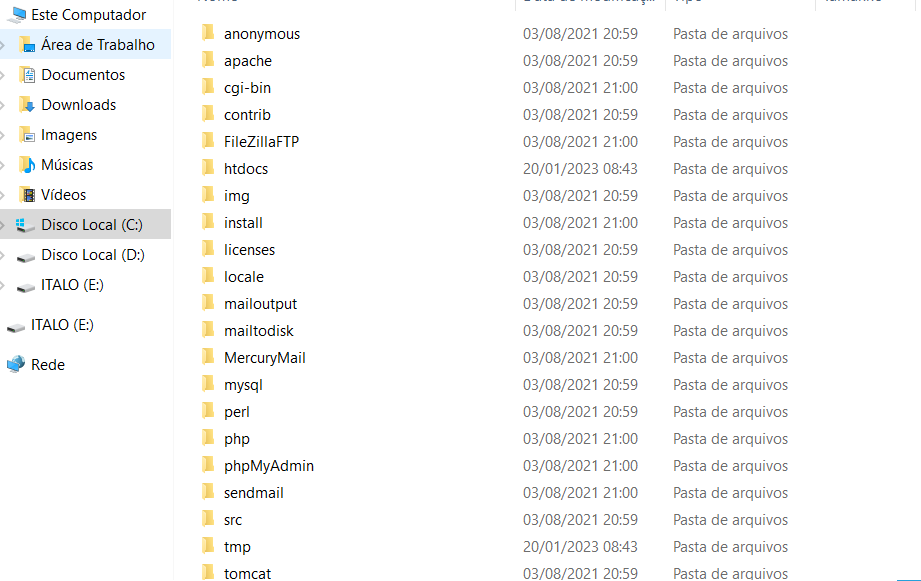 Este Computador
Área de Trabalho
Documentos
Downloads
Imagens
Músicas
Vídeos
Disco Local (C:)
Disco Local (D:)
ITALO (E:)
ITALO (E:)
Rede
anonymous 03/08/2021 20:59 Pasta de arquivos
apache 03/08/2021 20:59 Pasta de arquivos
cgi-bin 03/08/2021 21:00 Pasta de arquivos
contrib 03/08/2021 20:59 Pasta de arquivos
FileZillaFTP 03/08/2021 21:00 Pasta de arquivos
htdocs 20/01/2023 08:43 Pasta de arquivos
img 03/08/2021 20:59 Pasta de arquivos
install 03/08/2021 21:00 Pasta de arquivos
licenses 03/08/2021 20:59 Pasta de arquivos
locale 03/08/2021 20:59 Pasta de arquivos
mailoutput 03/08/2021 20:59 Pasta de arquivos
mailtodisk 03/08/2021 20:59 Pasta de arquivos
MercuryMail 03/08/2021 21:00 Pasta de arquivos
mysql 03/08/2021 20:59 Pasta de arquivos
perl 03/08/2021 20:59 Pasta de arquivos
php 03/08/2021 21:00 Pasta de arquivos
phpMyAdmin 03/08/2021 21:00 Pasta de arquivos
sendmail 03/08/2021 21:00 Pasta de arquivos
src 03/08/2021 20:59 Pasta de arquivos
tmp 20/01/2023 08:43 Pasta de arquivos
tomcat 03/08/2021 20:59 Pasta de arquivos